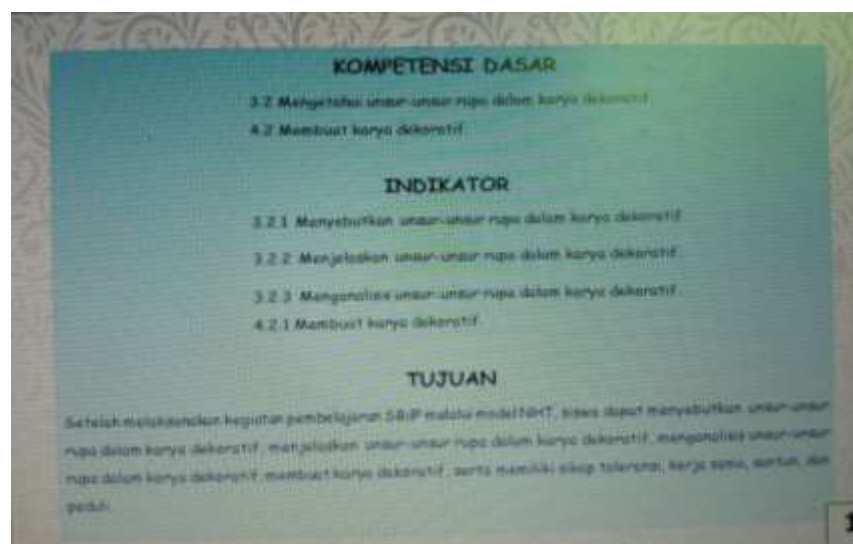 KOMPETENSI DASAR
3.2 Mengetahui unsur-unsur rupa dalam karya dekoratif
4.2 Membuat karya dekoratif.
INDIKATOR
3.2.1 Menyebutkan unsur-unsur rupa dalam karya dekoratif
3.2.2 Menjelaskan unsur-unsur rupa dalam karya dekoratif.
3.2.3 Menganalisis unsur-unsur rupa dalam karya dekoratif.
4.2.1 Membuat karya dekoratif.
TUJUAN
Setelah melaksanakan kegiatan pembelajaran SBdP melalui model NHT, siswa dapat menyebutkan unsur-unsur
rupa dalam karya dekoratif, menjelaskan unsur-unsur rupa dalam karya dekoratif, menganalisis unsur-unsur
rupa dalam karya dekoratif, membuat karya dekoratif, serta memiliki sikap toleransi, kerja sama, santun, dan
peduli.
1